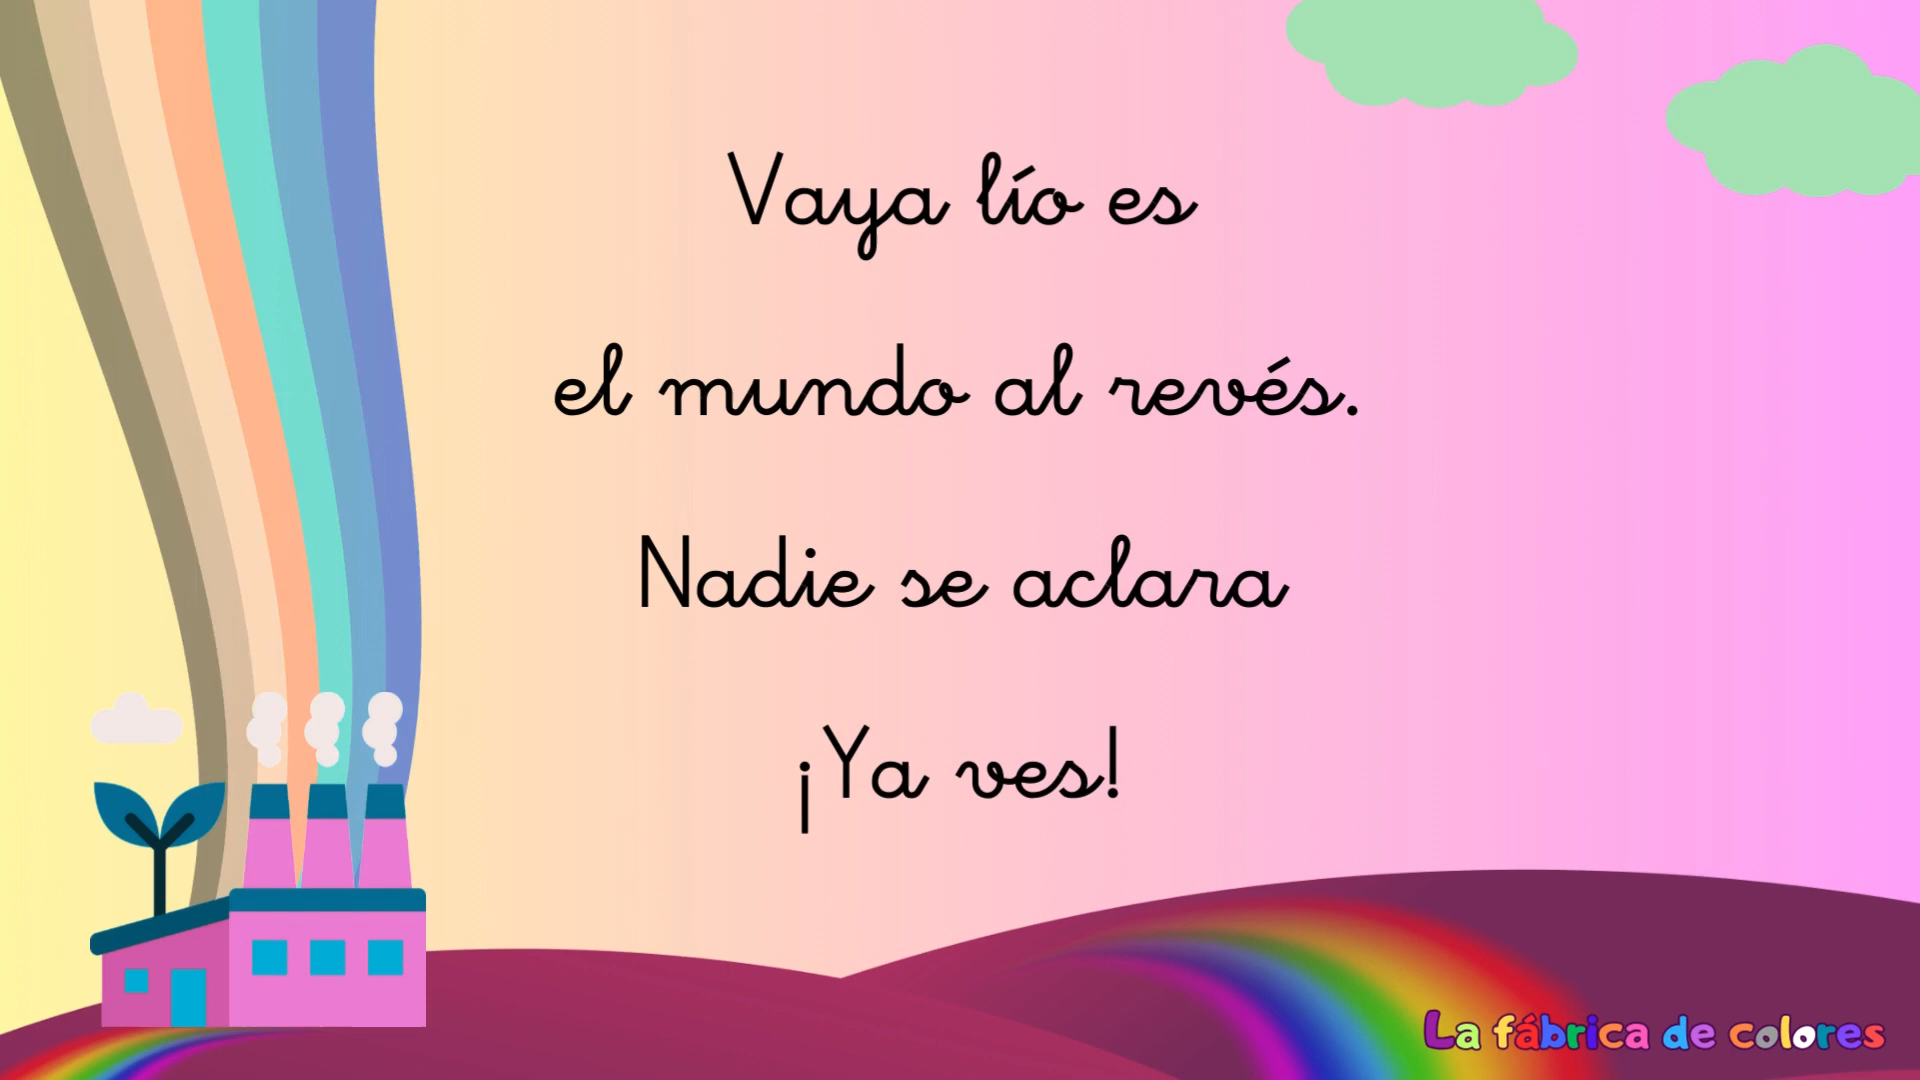 Vaya lío es
el mundo al revés.
Nadie se aclara
¡Ya ves!
La fábrica de colores